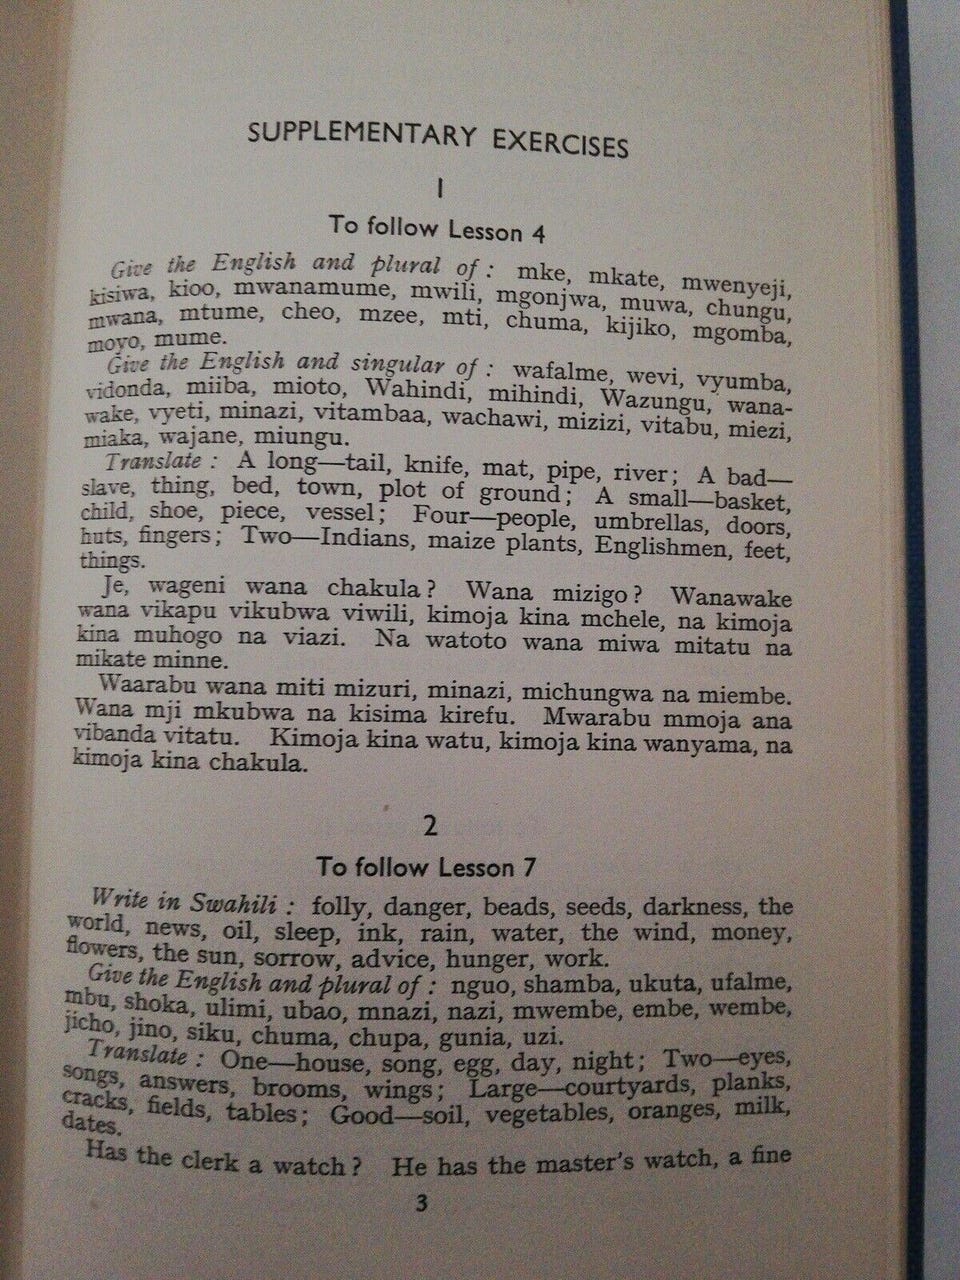 SUPPLEMENTARY EXERCISES
1
To follow Lesson 4
Give the English and plural of : mke, mkate, mwenyeji,
kisiwa, kioo, mwanamume, mwili, mgonjwa, muwa, chungu,
mwana, mtume, cheo, mzee, mti, chuma, kijiko, mgomba,
moyo, mume.
Give the English and singular of : wafalme, wevi, vyumba,
vidonda, miiba, mioto, Wahindi, mihindi, Wazungu, wana-
wake, vyeti, minazi, vitambaa, wachawi, mizizi, vitabu, miezi,
miaka, wajane, miungu.
Translate : A long—tail, knife, mat, pipe, river; A bad—
slave, thing, bed, town, plot of ground; A small—basket,
child, shoe, piece, vessel; Four—people, umbrellas, doors,
huts, fingers; Two—Indians, maize plants, Englishmen, feet,
things.
Je, wageni wana chakula? Wana mizigo? Wanawake
wana vikapu vikubwa viwili, kimoja kina mchele, na kimoja
kina muhogo na viazi. Na watoto wana miwa mitatu na
mikate minne.
Waarabu wana miti mizuri, minazi, michungwa na miembe.
Wana mji mkubwa na kisima kirefu. Mwarabu mmoja ana
vibanda vitatu. Kimoja kina watu, kimoja kina wanyama, na
kimoja kina chakula.
2
To follow Lesson 7
Write in Swahili : folly, danger, beads, seeds, darkness, the
world, news, oil, sleep, ink, rain, water, the wind, money,
flowers, the sun, sorrow, advice, hunger, work.
Give the English and plural of : nguo, shamba, ukuta, ufalme,
mbu, shoka, ulimi, ubao, mnazi, nazi, mwembe, embe, wembe,
jicho, jino, siku, chuma, chupa, gunia, uzi.
Translate : One—house, song, egg, day, night; Two—eyes,
songs, answers, brooms, wings; Large—courtyards, planks,
cracks, fields, tables; Good—soil, vegetables, oranges, milk,
dates.
Has the clerk a watch? He has the master's watch, a fine
3